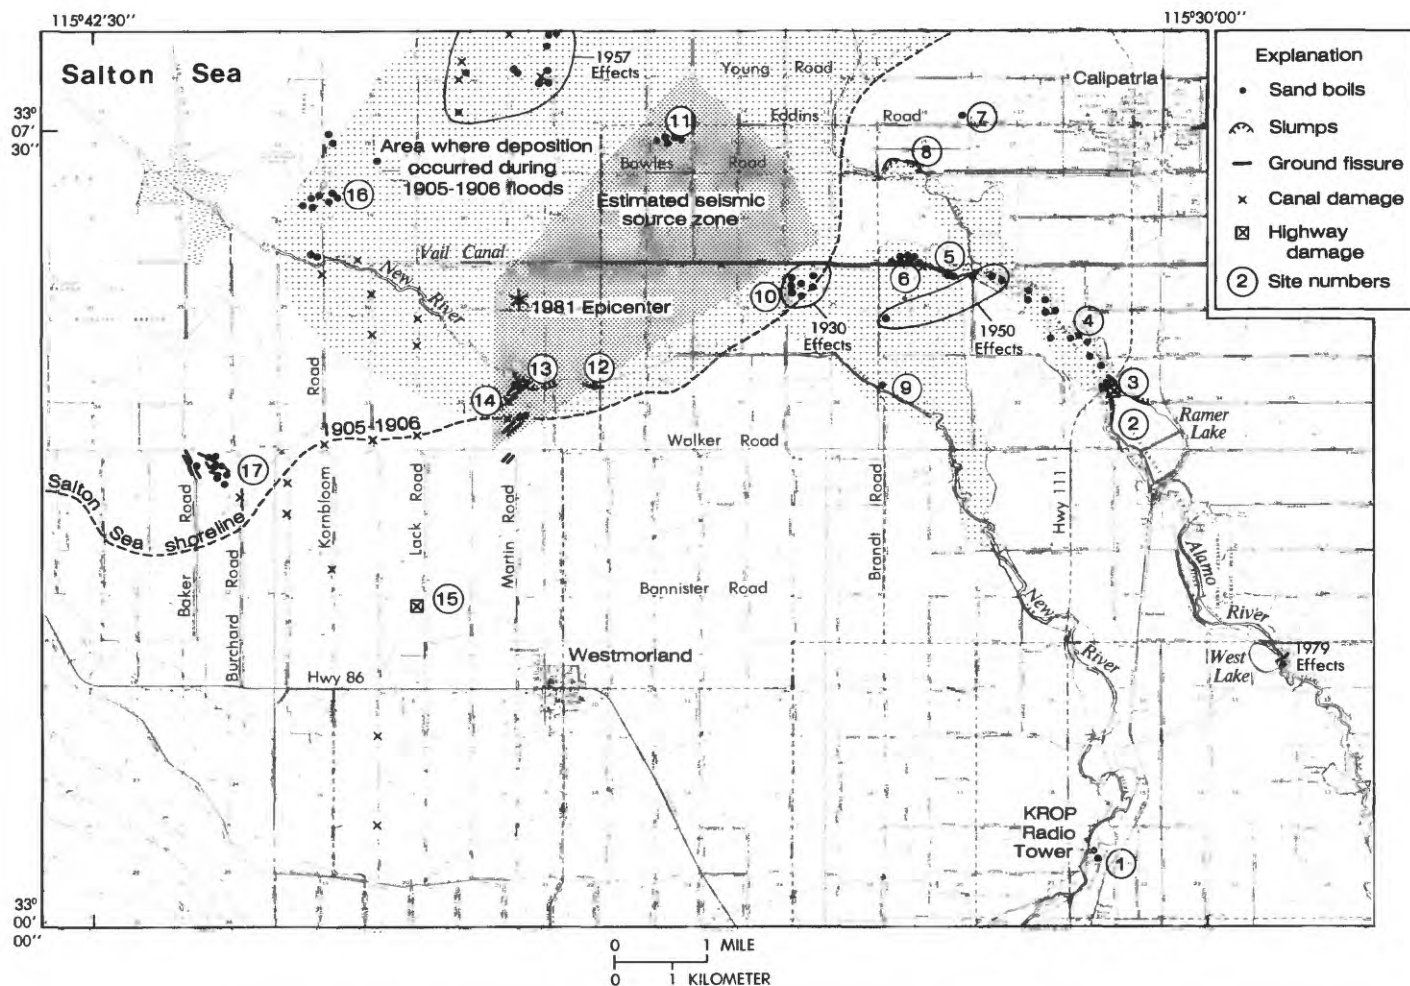 115°42'30''
115°30'00''
Salton Sea
1957
Effects
Young Road
Calipatria
33°
07'
30''
Eddins Road
7
11
8
Area where deposition
occurred during
1905-1906 floods
Bowles Road
16
Estimated seismic
source zone
Vail Canal
5
6
New
River
10
1981 Epicenter
1930
Effects
1950
Effects
4
13
12
3
14
9
2
Ramer
Lake
Road
1905-1906
Walker Road
17
Salton
Sea shoreline
Baker Road
Burchard Road
Kornbloom
Lack Road
Martin Road
Brandt Road
Hwy 111
Alamo
River
15
Bannister Road
New
River
Westmorland
West
Lake
1979
Effects
Hwy 86
KROP
Radio
Tower
1
33°
00'
00''
0 1 MILE
0 1 KILOMETER
Explanation
Sand boils
Slumps
Ground fissure
Canal damage
Highway
damage
2 Site numbers